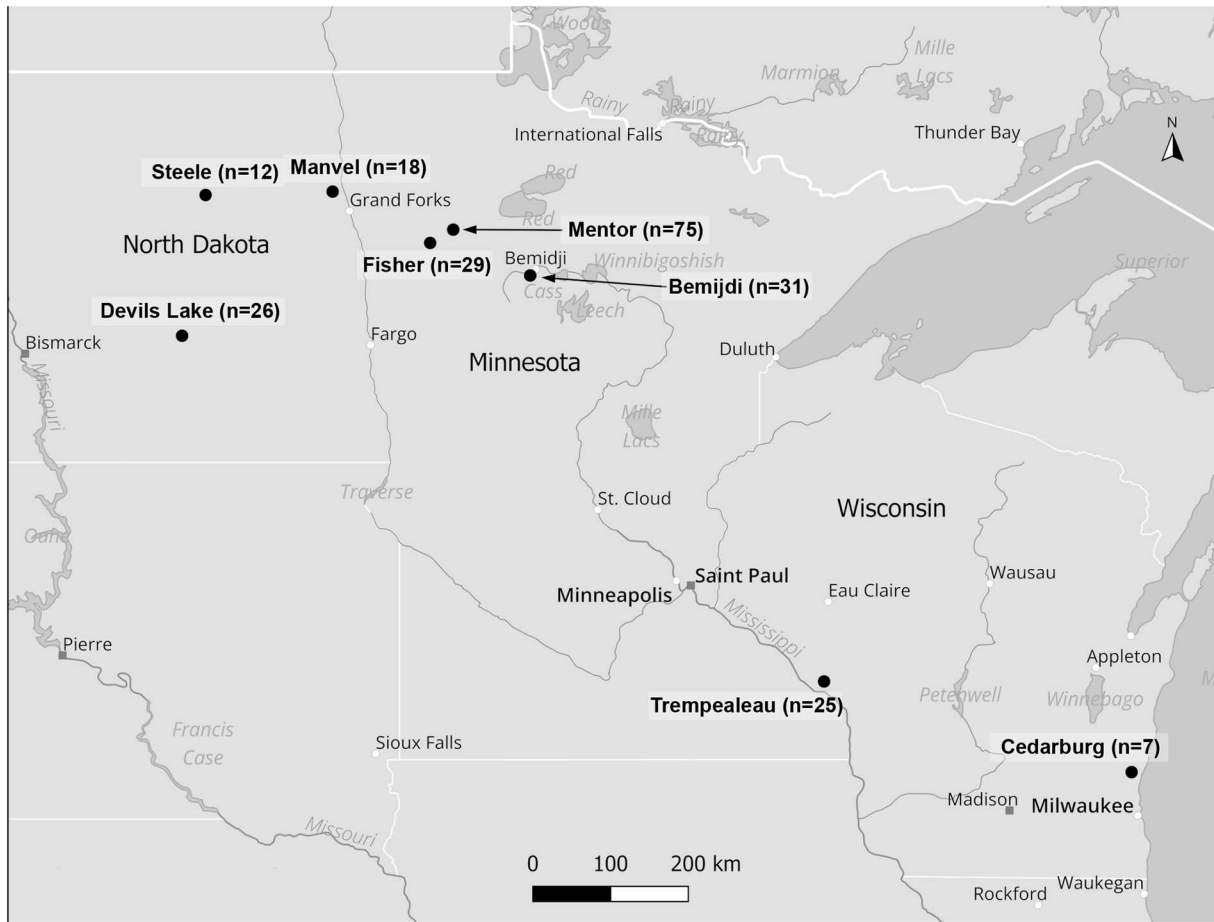 Woods
Mille
Lacs
Marmion
Rainy
Rainy
Rainy
International Falls
Thunder Bay
N
Steele (n=12)
Manvel (n=18)
Grand Forks
Red
Red
North Dakota
Mentor (n=75)
Fisher (n=29)
Bemidji
Winnibigoshish
Cass
Leech
Bemijdi (n=31)
Superior
Devils Lake (n=26)
Bismarck
Fargo
Minnesota
Duluth
Missouri
Mille
Lacs
Traverse
St. Cloud
Wisconsin
Oahe
Saint Paul
Minneapolis
Wausau
Eau Claire
Mississippi
Pierre
Appleton
Trempealeau (n=25)
Petenwell
Winnebago
Francis
Case
Sioux Falls
Cedarburg (n=7)
Madison
Milwaukee
Missouri
0 100 200 km
Rockford
Waukegan